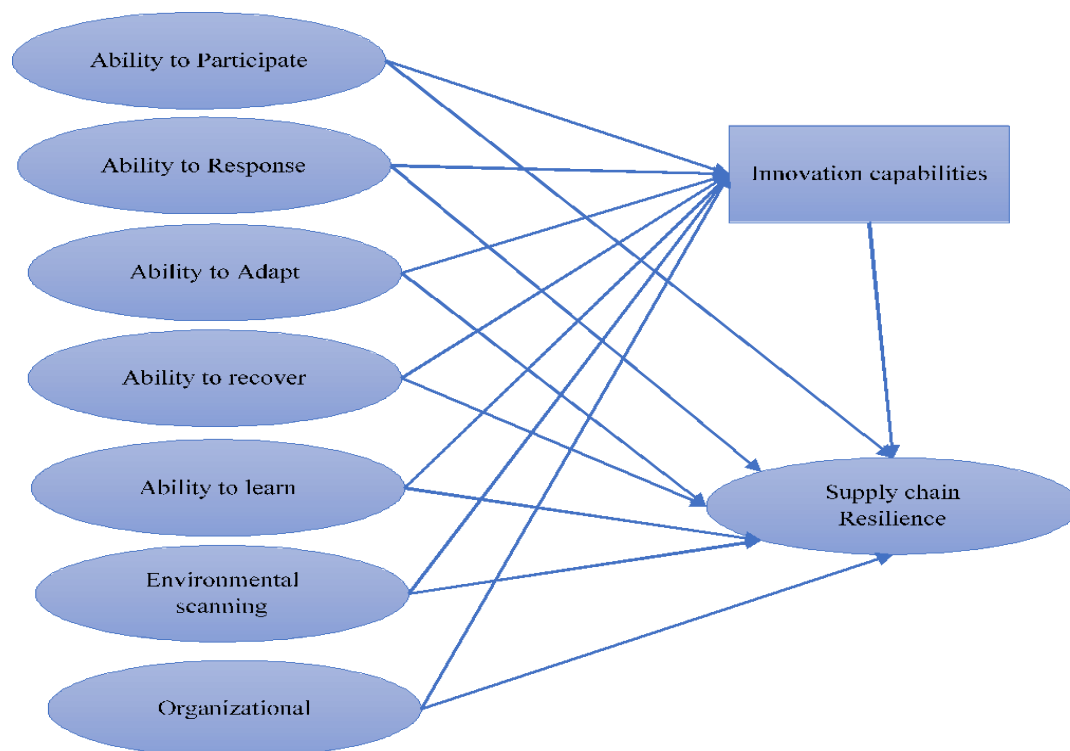 Ability to Participate
Ability to Response
Innovation capabilities
Ability to Adapt
Ability to recover
Ability to learn
Supply chain
Resilience
Environmental
scanning
Organizational